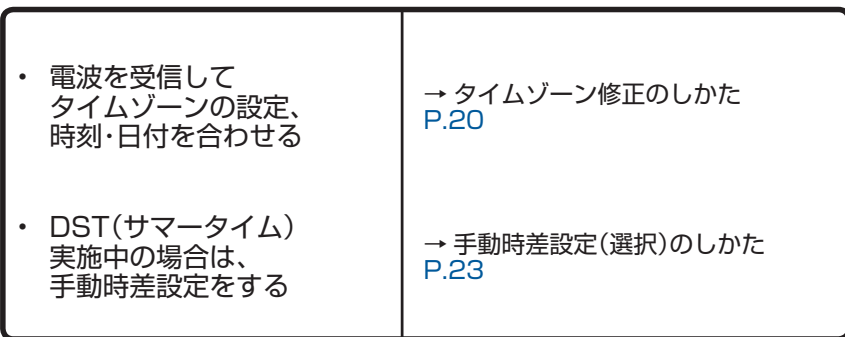 ・ 電波を受信して
タイムゾーンの設定、
時刻・日付を合わせる
→ タイムゾーン修正のしかた
P.20
・ DST（サマータイム）
実施中の場合は、
手動時差設定をする
→ 手動時差設定（選択）のしかた
P.23